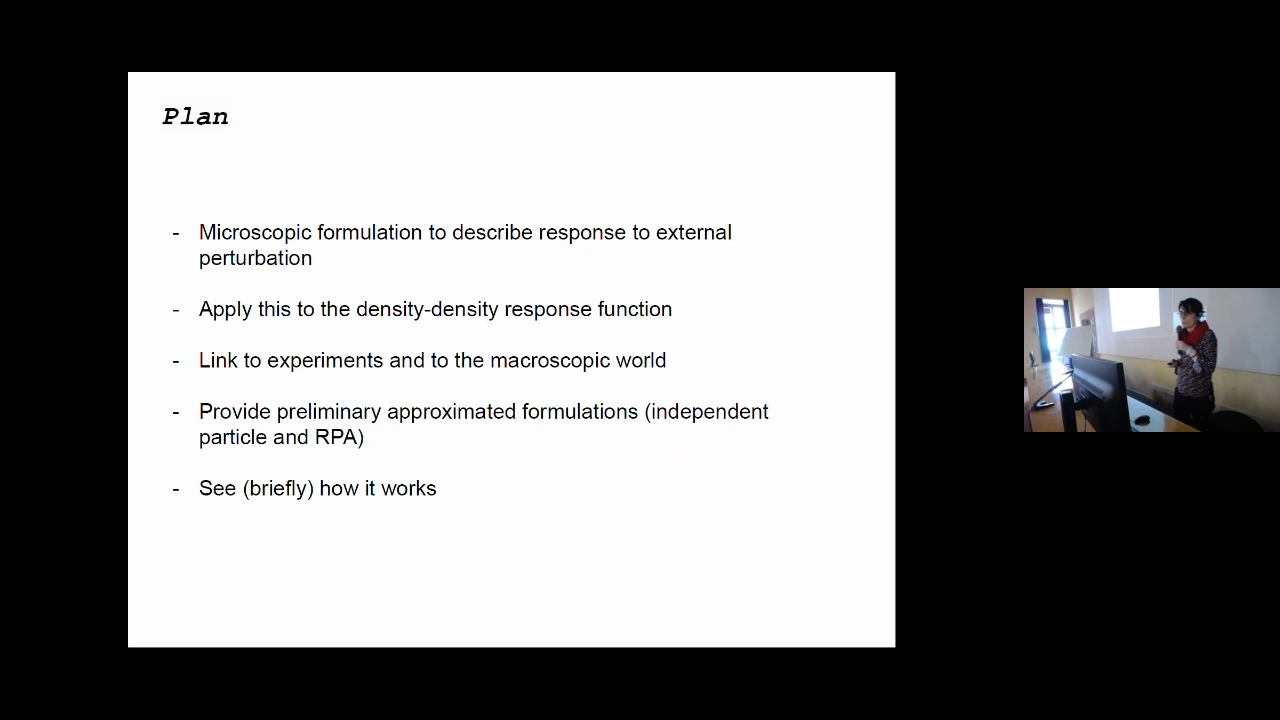 Plan
- Microscopic formulation to describe response to external
perturbation
- Apply this to the density-density response function
- Link to experiments and to the macroscopic world
- Provide preliminary approximated formulations (independent
particle and RPA)
- See (briefly) how it works